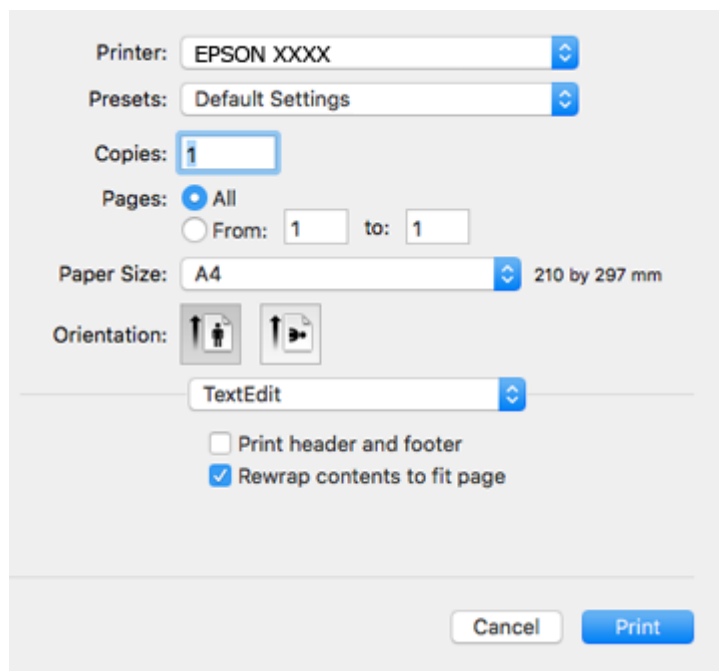 Printer: EPSON XXXX
Presets: Default Settings
Copies: 1
Pages: All
From: 1 to: 1
Paper Size: A4 210 by 297 mm
Orientation:
TextEdit
Print header and footer
Rewrap contents to fit page
Cancel Print